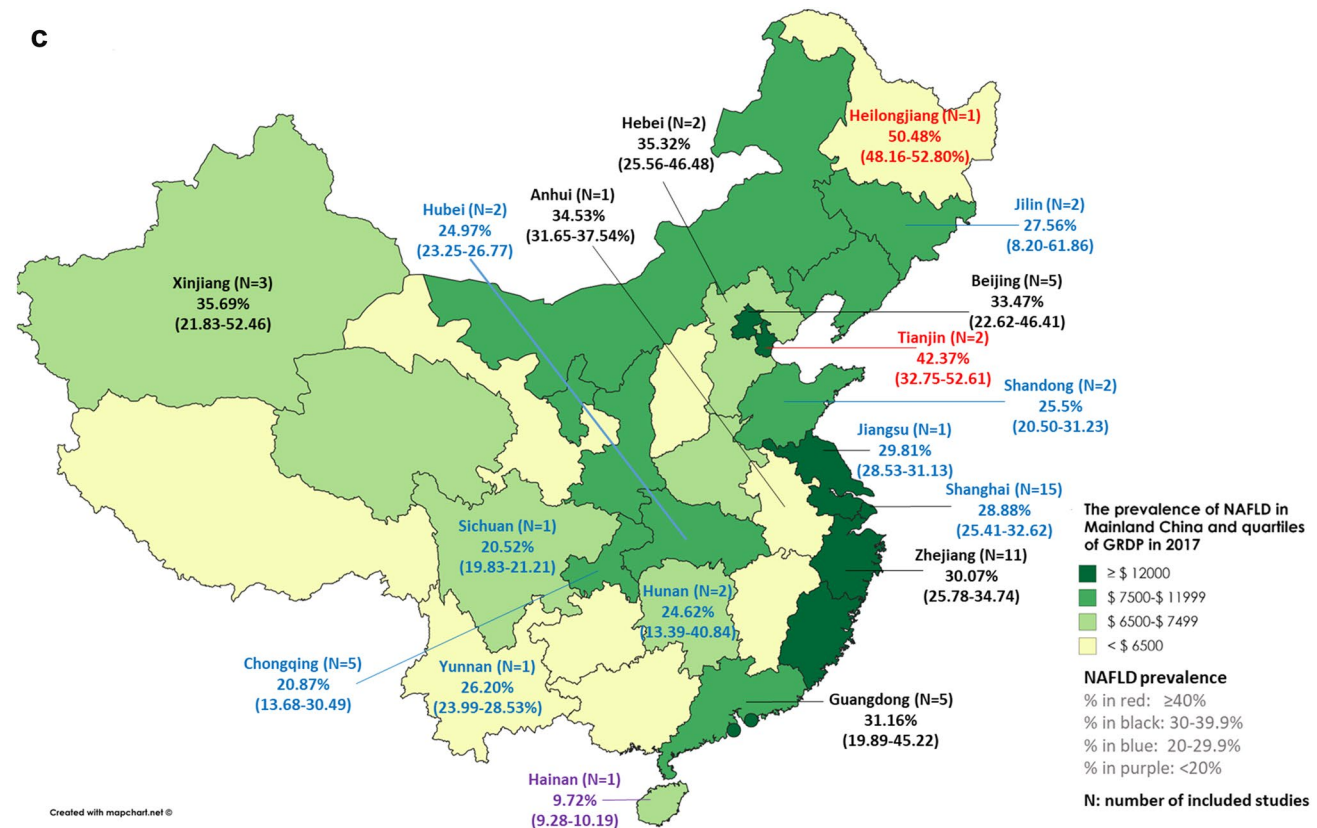 c
Heilongjiang (N=1)
50.48%
(48.16-52.80%)
Hebei (N=2)
35.32%
(25.56-46.48)
Anhui (N=1)
34.53%
(31.65-37.54%)
Hubei (N=2)
24.97%
(23.25-26.77)
Jilin (N=2)
27.56%
(8.20-61.86)
Xinjiang (N=3)
35.69%
(21.83-52.46)
Beijing (N=5)
33.47%
(22.62-46.41)
Tianjin (N=2)
42.37%
(32.75-52.61)
Shandong (N=2)
25.5%
(20.50-31.23)
Jiangsu (N=1)
29.81%
(28.53-31.13)
Shanghai (N=15)
28.88%
(25.41-32.62)
Sichuan (N=1)
20.52%
(19.83-21.21)
Zhejiang (N=11)
30.07%
(25.78-34.74)
Hunan (N=2)
24.62%
(13.39-40.84)
Chongqing (N=5)
20.87%
(13.68-30.49)
Yunnan (N=1)
26.20%
(23.99-28.53%)
Guangdong (N=5)
31.16%
(19.89-45.22)
Hainan (N=1)
9.72%
(9.28-10.19)
The prevalence of NAFLD in
Mainland China and quartiles
of GRDP in 2017
≥ $ 12000
$ 7500-$ 11999
$ 6500-$ 7499
< $ 6500
NAFLD prevalence
% in red: ≥40%
% in black: 30-39.9%
% in blue: 20-29.9%
% in purple: <20%
N: number of included studies
Created with mapchart.net ©